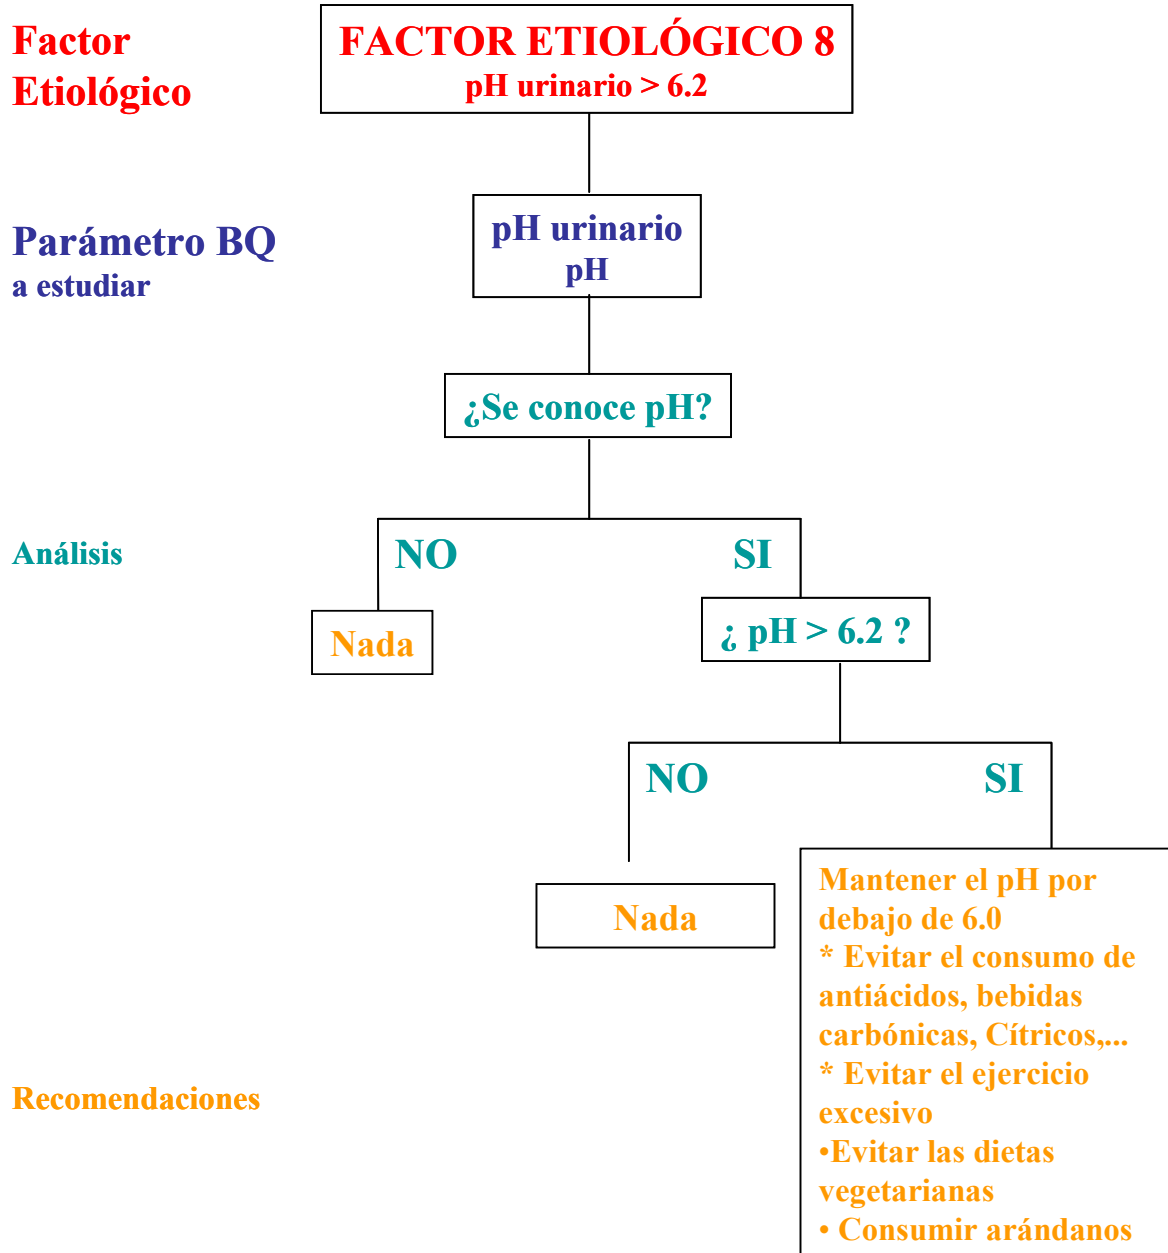 Factor
Etiológico
FACTOR ETIOLÓGICO 8
pH urinario > 6.2
Parámetro BQ
a estudiar
pH urinario
pH
¿Se conoce pH?
Análisis
NO
SI
Nada
¿ pH > 6.2 ?
NO
SI
Nada
Mantener el pH por
debajo de 6.0
* Evitar el consumo de
antiácidos, bebidas
carbónicas, Cítricos,...
* Evitar el ejercicio
excesivo
•Evitar las dietas
vegetarianas
• Consumir arándanos
Recomendaciones